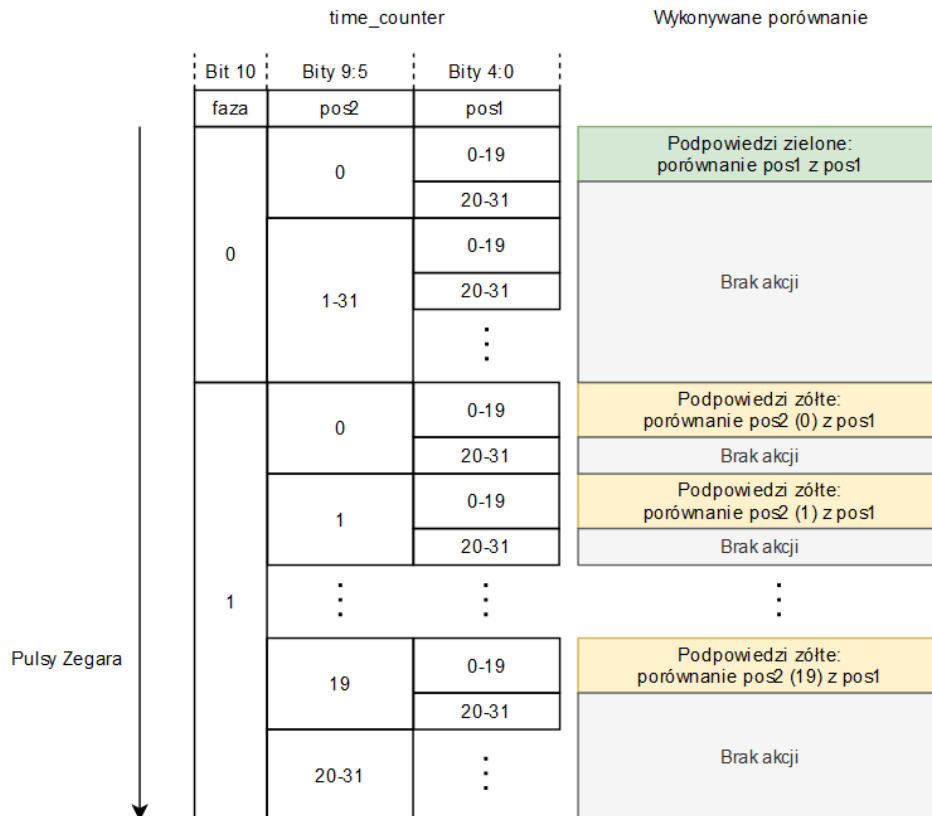 time_counter
Wykonywane porównanie
Bit 10
Bity 9:5
Bity 4:0
faza
pos2
pos1
0
0
0-19
20-31
1-31
0-19
20-31
Podpowiedzi zielone:
porównanie pos1 z pos1
Brak akcji
1
0
0-19
20-31
Podpowiedzi zółte:
porównanie pos2 (0) z pos1
Brak akcji
1
0-19
20-31
Podpowiedzi zółte:
porównanie pos2 (1) z pos1
Brak akcji
Pulsy Zegara
19
0-19
20-31
Podpowiedzi zółte:
porównanie pos2 (19) z pos1
20-31
Brak akcji